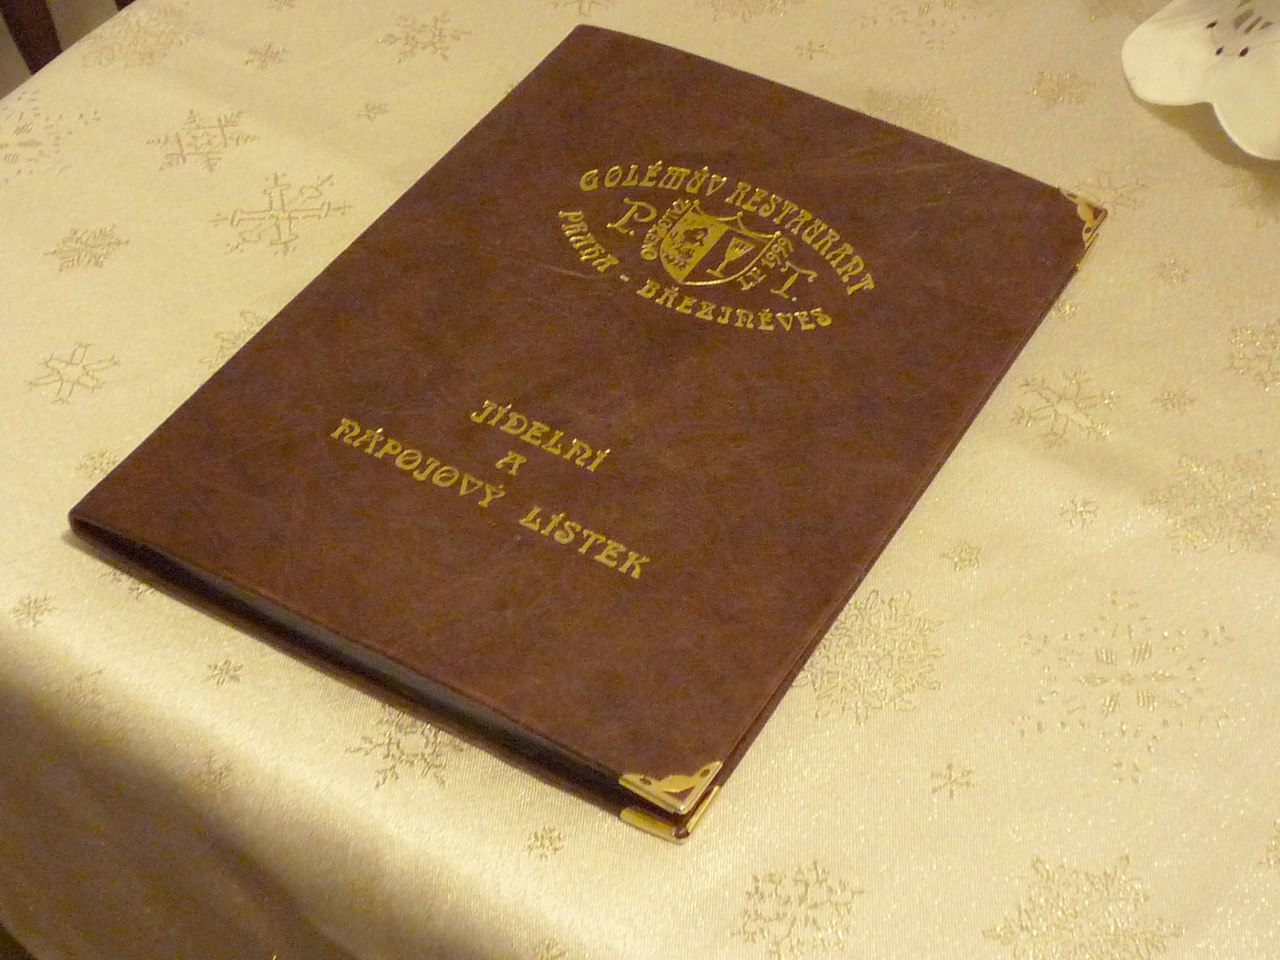 GOLÉMŮV RESTAURANT
P. T.
PRAHA - BŘEZINĚVES
JÍDELNÍ
A
NÁPOJOVÝ LÍSTEK